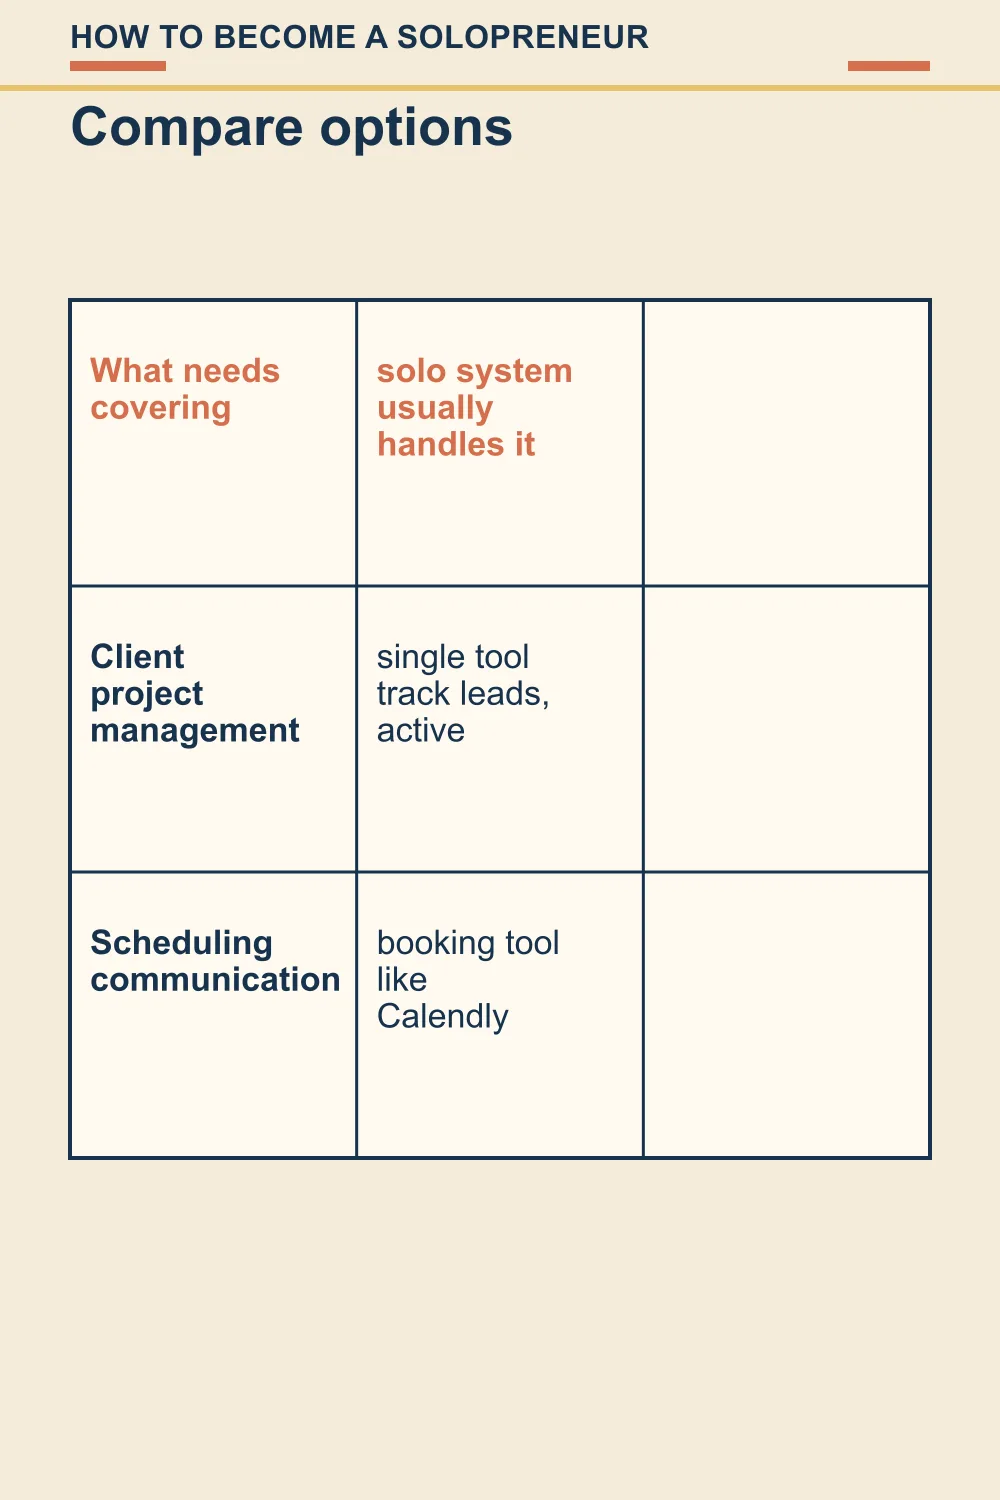 HOW TO BECOME A SOLOPRENEUR
Compare options
What needs
covering
solo system
usually
handles it
Client
project
management
single tool
track leads,
active
Scheduling
communication
booking tool
like
Calendly